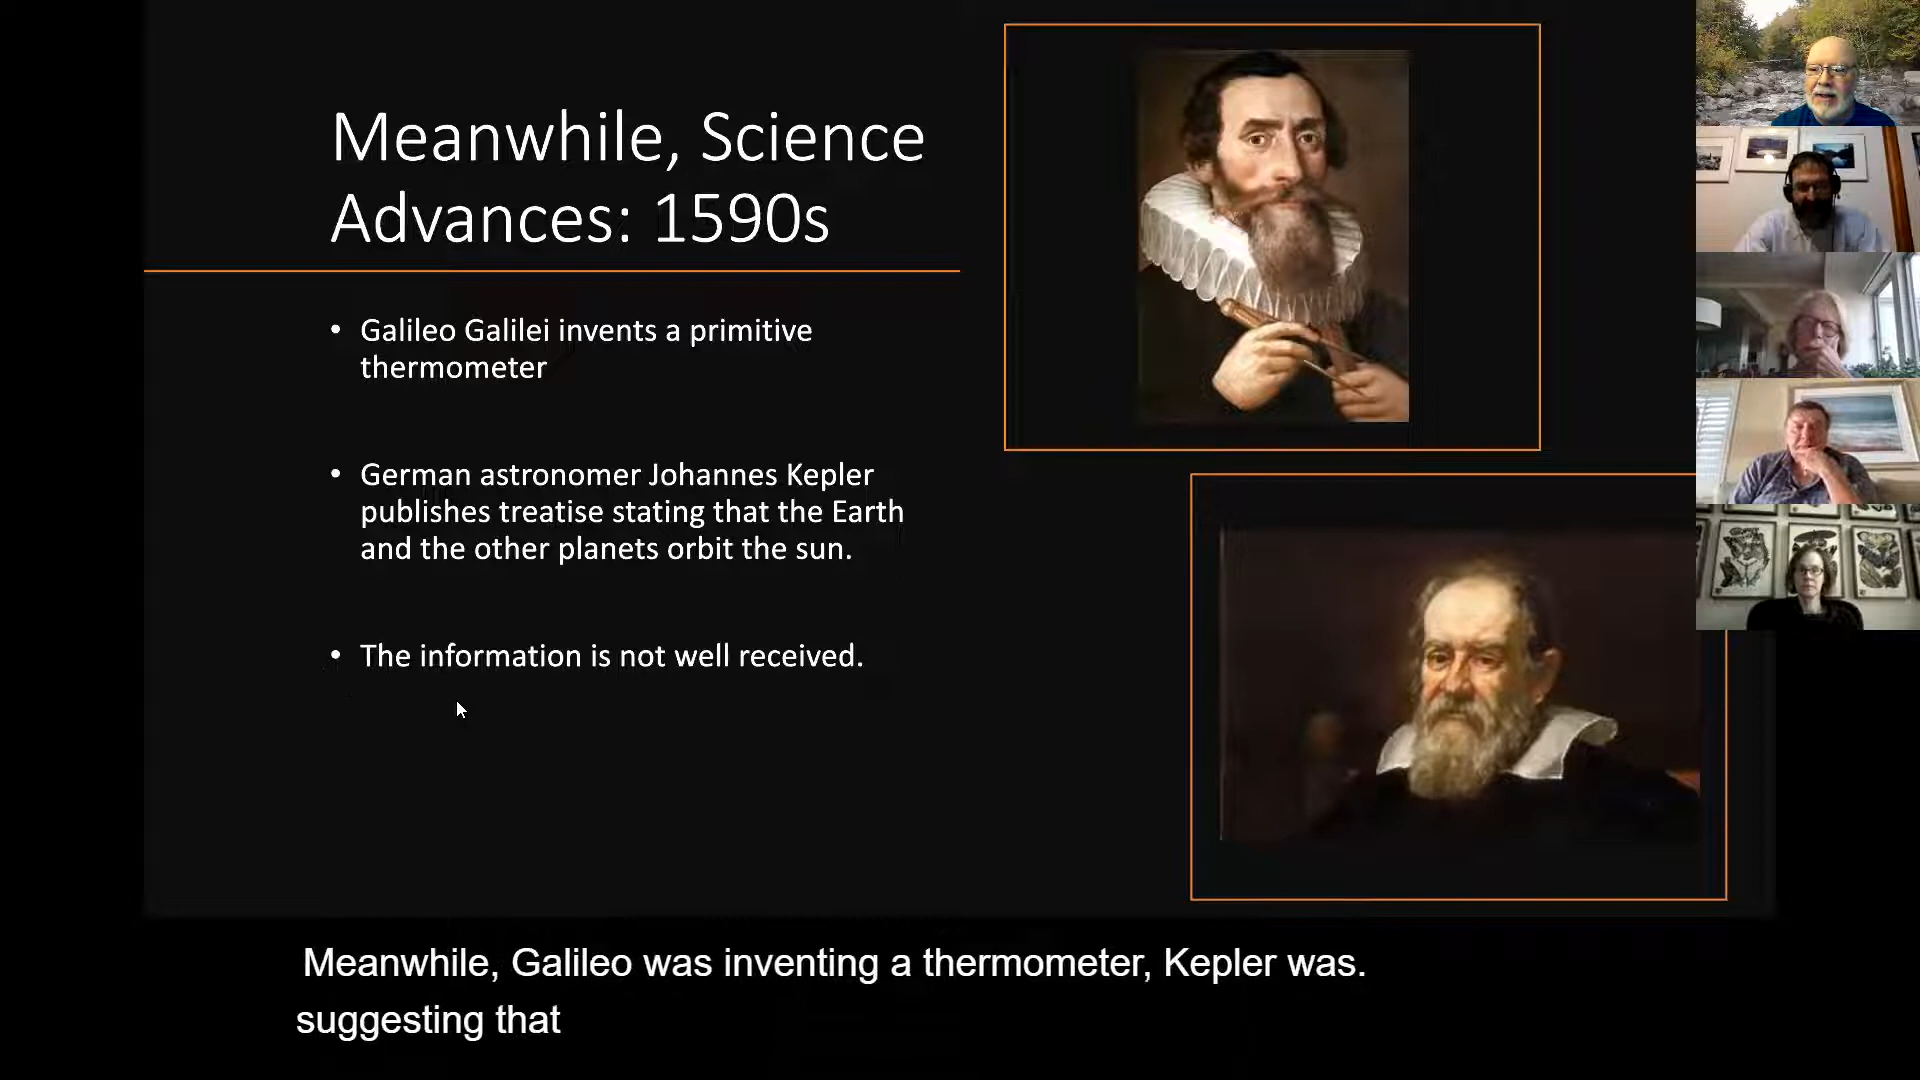 Meanwhile, Science
Advances: 1590s
• Galileo Galilei invents a primitive
thermometer
• German astronomer Johannes Kepler
publishes treatise stating that the Earth
and the other planets orbit the sun.
• The information is not well received.
Meanwhile, Galileo was inventing a thermometer, Kepler was.
suggesting that